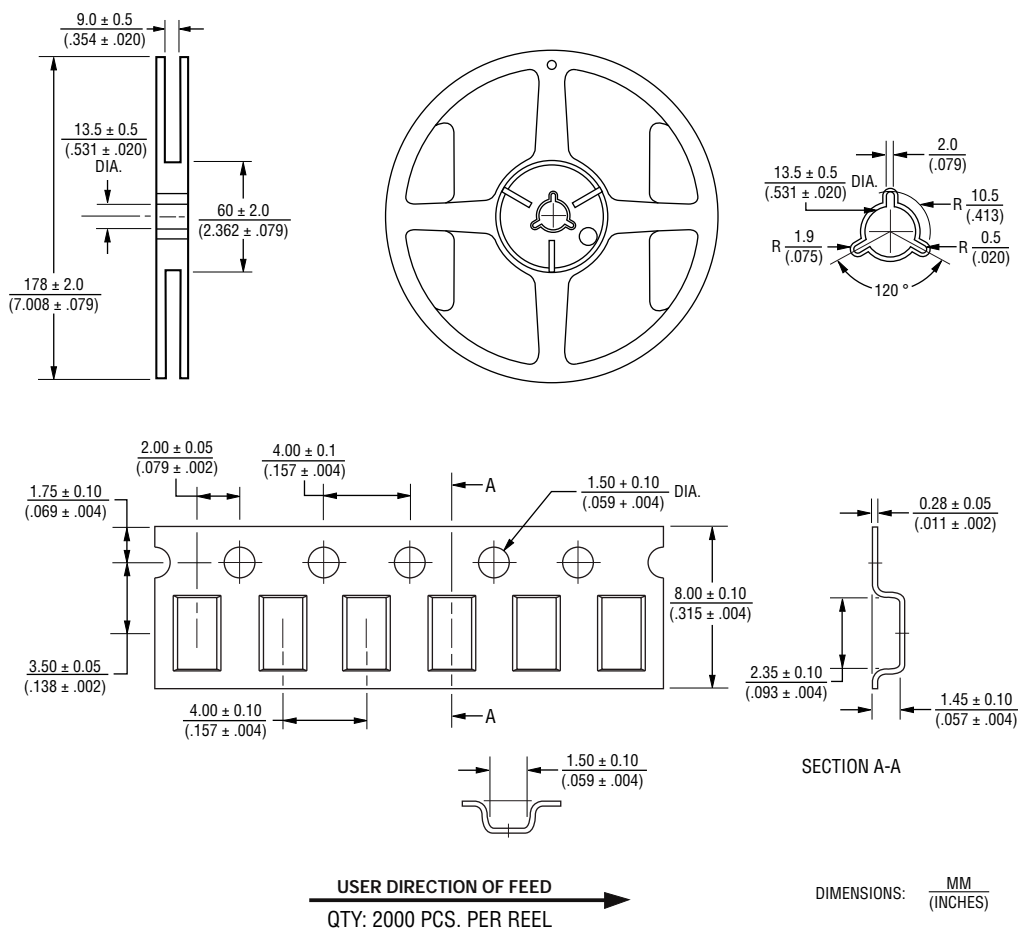 9.0 ± 0.5
(.354 ± .020)
13.5 ± 0.5
(.531 ± .020)
DIA.
60 ± 2.0
(2.362 ± .079)
178 ± 2.0
(7.008 ± .079)
2.0
(.079)
13.5 ± 0.5
(.531 ± .020)
DIA.
R 10.5
(.413)
R 1.9
(.075)
R 0.5
(.020)
120 °
2.00 ± 0.05
(.079 ± .002)
4.00 ± 0.1
(.157 ± .004)
A
1.50 + 0.10
(.059 + .004)
DIA.
1.75 ± 0.10
(.069 ± .004)
0.28 ± 0.05
(.011 ± .002)
8.00 ± 0.10
(.315 ± .004)
3.50 ± 0.05
(.138 ± .002)
2.35 ± 0.10
(.093 ± .004)
4.00 ± 0.10
(.157 ± .004)
A
1.45 ± 0.10
(.057 ± .004)
1.50 ± 0.10
(.059 ± .004)
SECTION A-A
USER DIRECTION OF FEED
QTY: 2000 PCS. PER REEL
DIMENSIONS: MM
(INCHES)